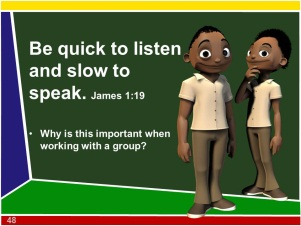 Be quick to listen
and slow to
speak. James 1:19
• Why is this important when
working with a group?
48